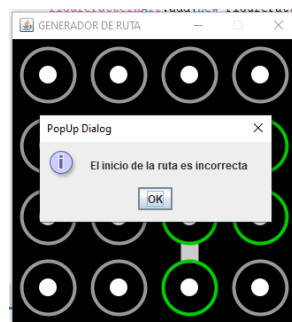 GENERADOR DE RUTA
PopUp Dialog
El inicio de la ruta es incorrecta
OK